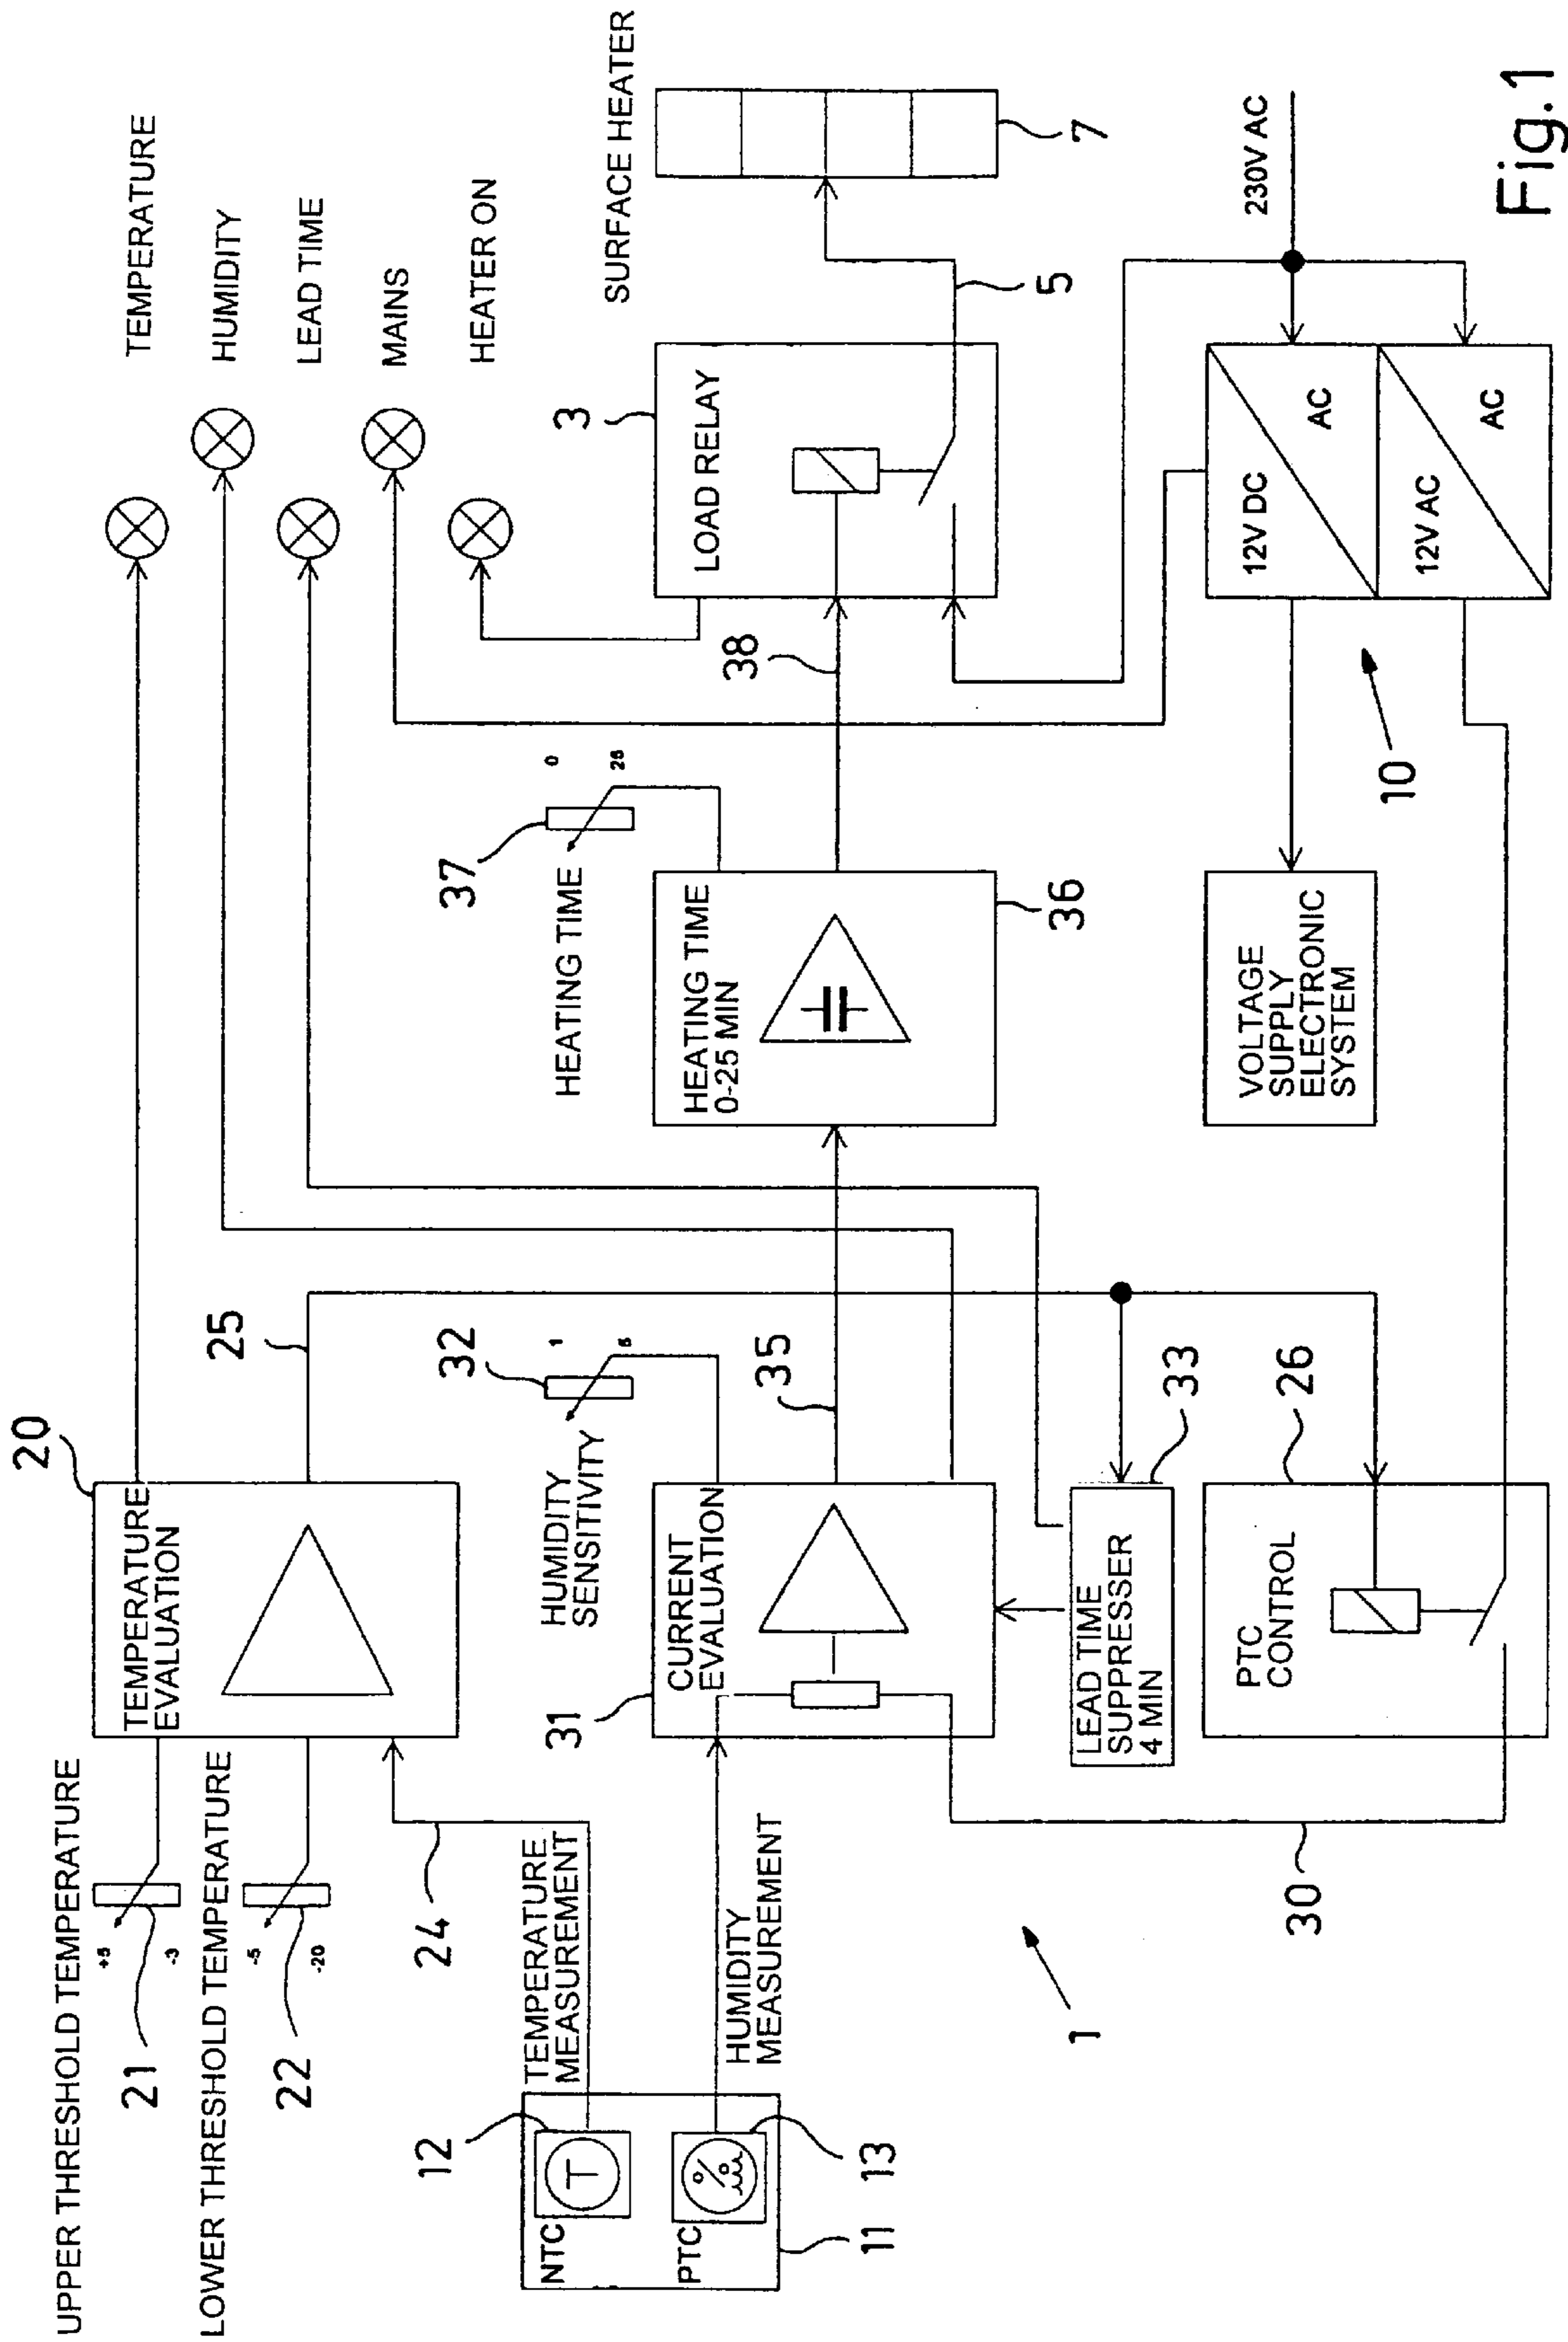 UPPER THRESHOLD TEMPERATURE
+5
-3
21
LOWER THRESHOLD TEMPERATURE
-5
-20
22
20
TEMPERATURE
EVALUATION
24
25
TEMPERATURE
HUMIDITY
LEAD TIME
MAINS
HEATER ON
NTC
12
TEMPERATURE
MEASUREMENT
PTC
13
11
HUMIDITY
MEASUREMENT
HUMIDITY
SENSITIVITY
32
1
5
31
CURRENT
EVALUATION
35
HEATING TIME
37
0
25
HEATING TIME
0-25 MIN
36
38
3
LOAD RELAY
5
SURFACE HEATER
7
LEAD TIME
SUPPRESSER
4 MIN
33
PTC
CONTROL
26
30
1
VOLTAGE
SUPPLY
ELECTRONIC
SYSTEM
10
12V DC
AC
12V AC
AC
230V AC
Fig.1